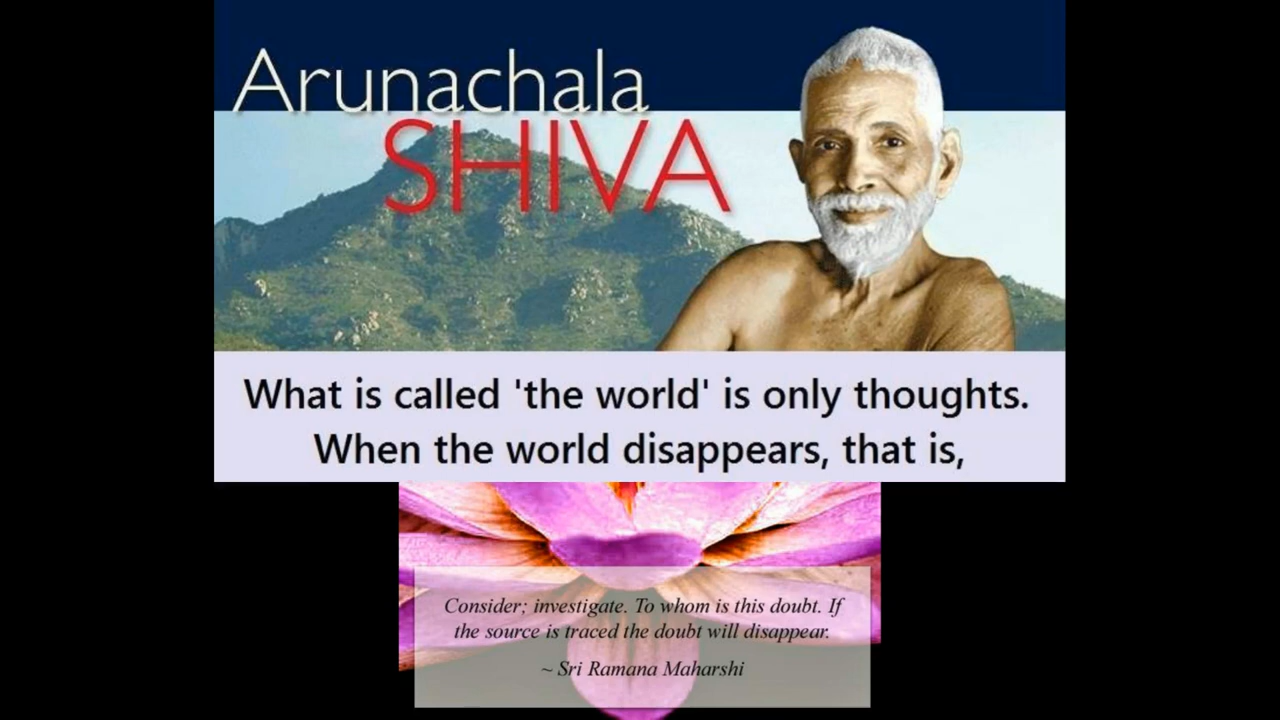 Arunachala
SHIVA
What is called 'the world' is only thoughts.
When the world disappears, that is,
Consider; investigate. To whom is this doubt. If
the source is traced the doubt will disappear.
~ Sri Ramana Maharshi